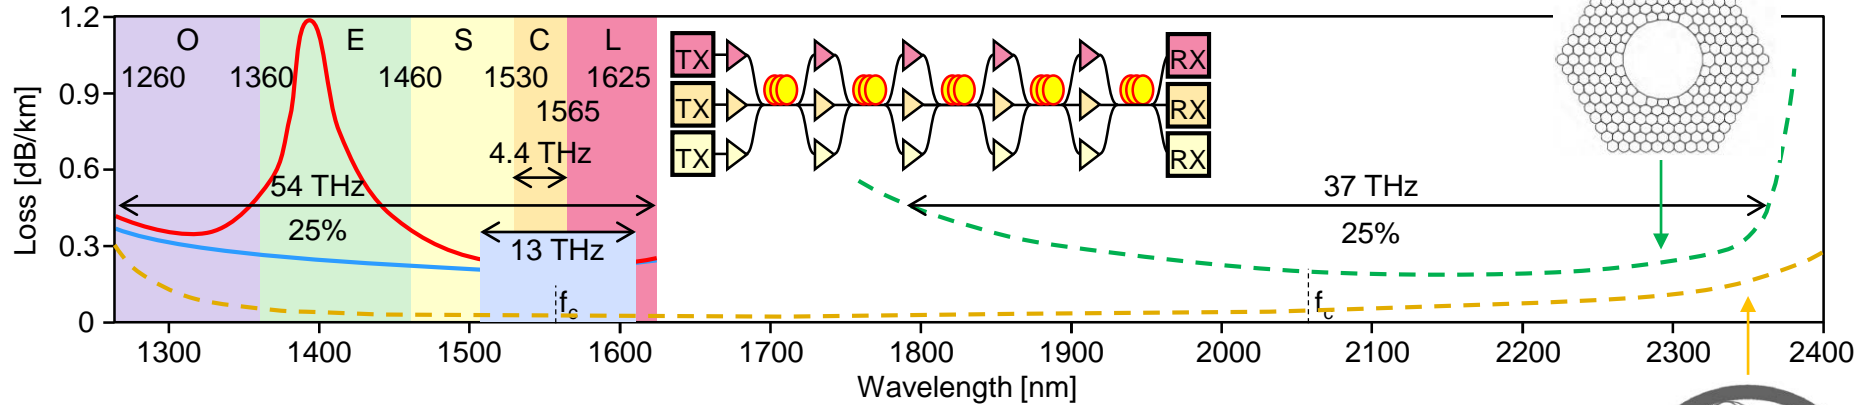 1.2
0.9
0.6
0.3
0
Loss [dB/km]
O E S C L
1260 1360 1460 1530 1625
1565
4.4 THz
54 THz
25%
13 THz
fc
TX RX
TX RX
TX RX
37 THz
25%
fc
1300 1400 1500 1600 1700 1800 1900 2000 2100 2200 2300 2400
Wavelength [nm]